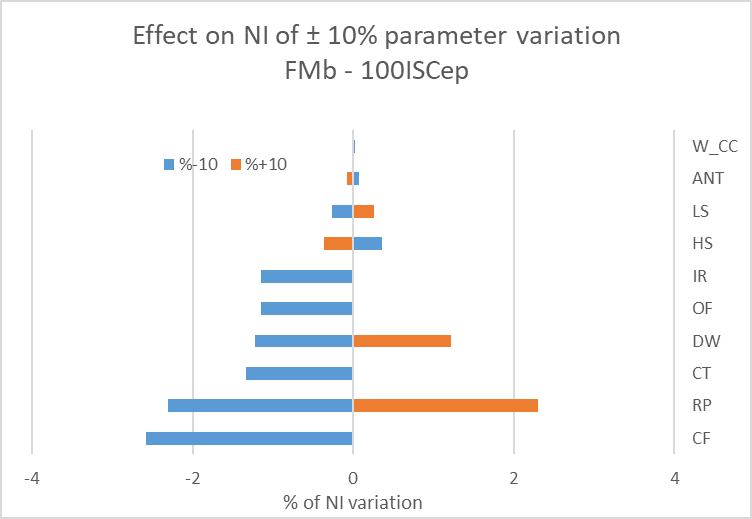 Effect on NI of ± 10% parameter variation
FMb - 100ISCep
%-10 %+10
W_CC
ANT
LS
HS
IR
OF
DW
CT
RP
CF
-4 -2 0 2 4
% of NI variation